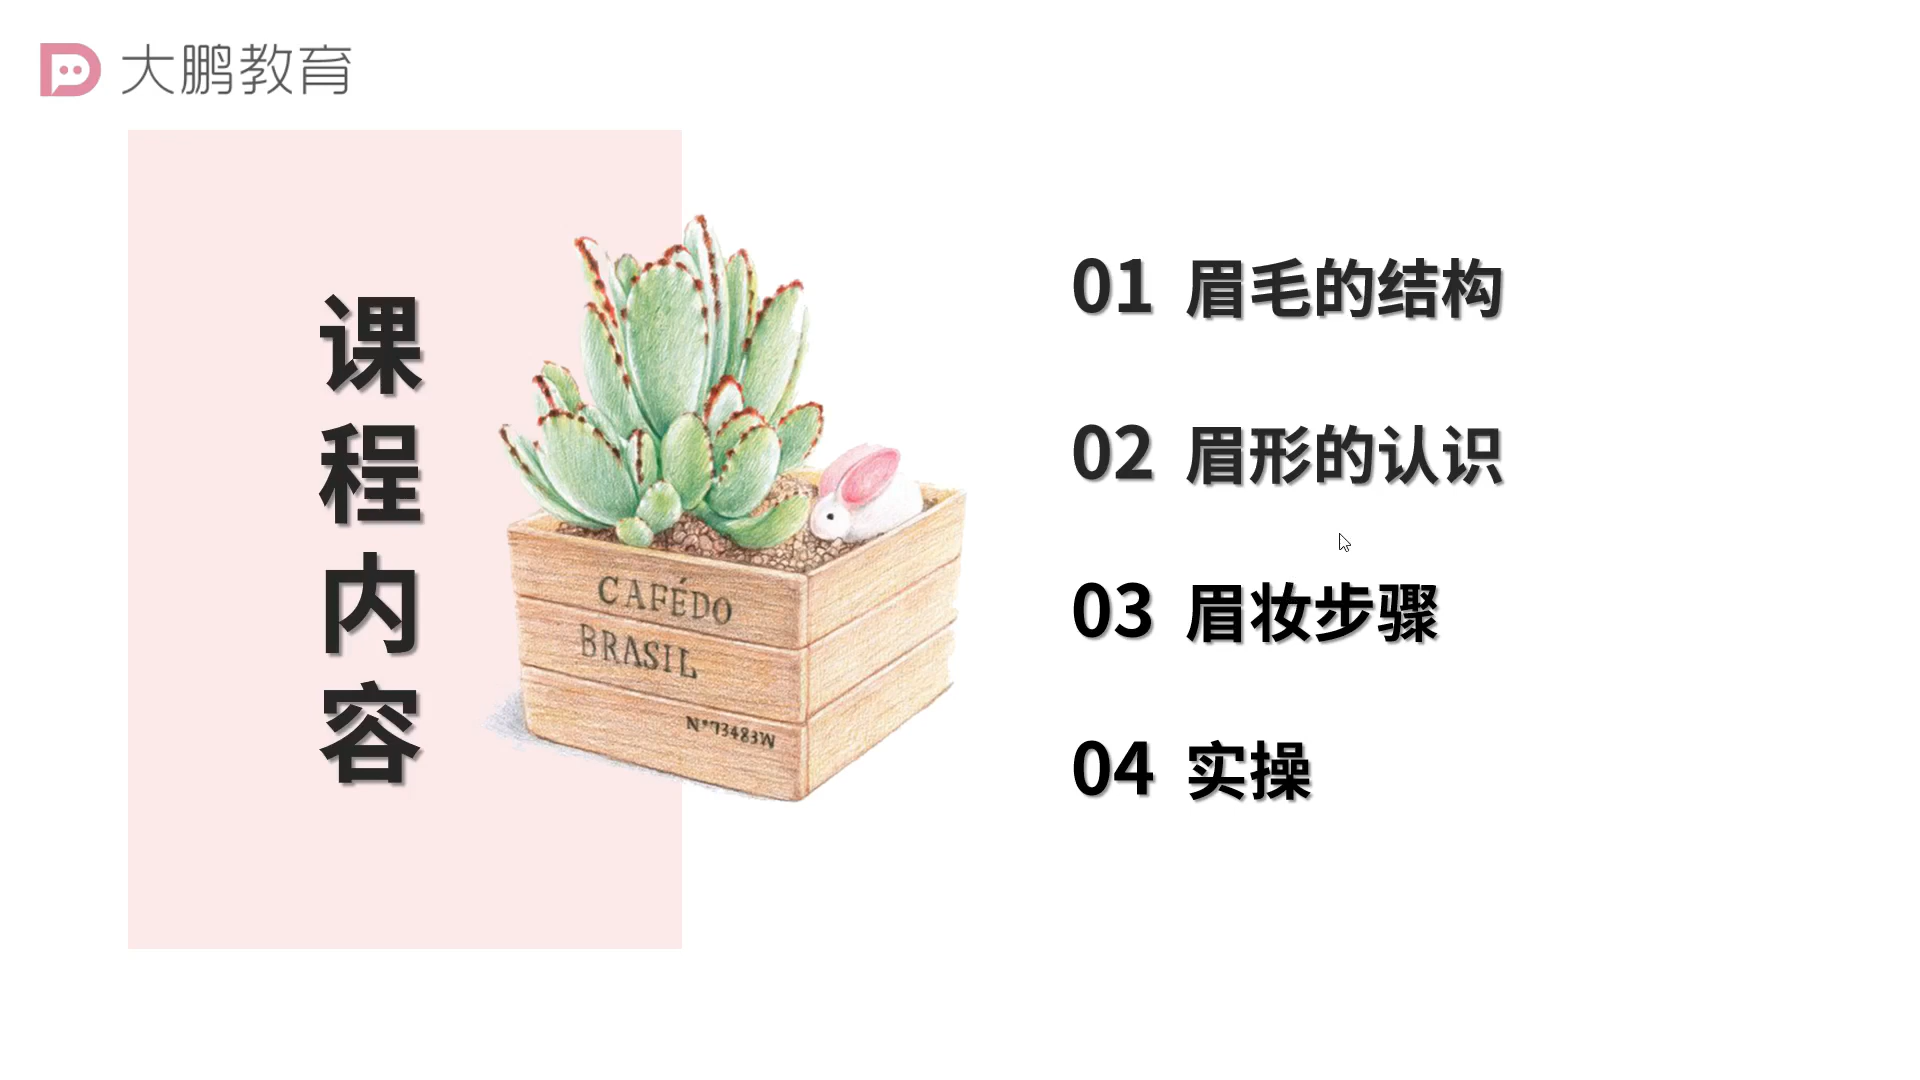 大鹏教育
课程内容
CAFÉDO
BRASIL
N°73483W
01 眉毛的结构
02 眉形的认识
03 眉妆步骤
04 实操